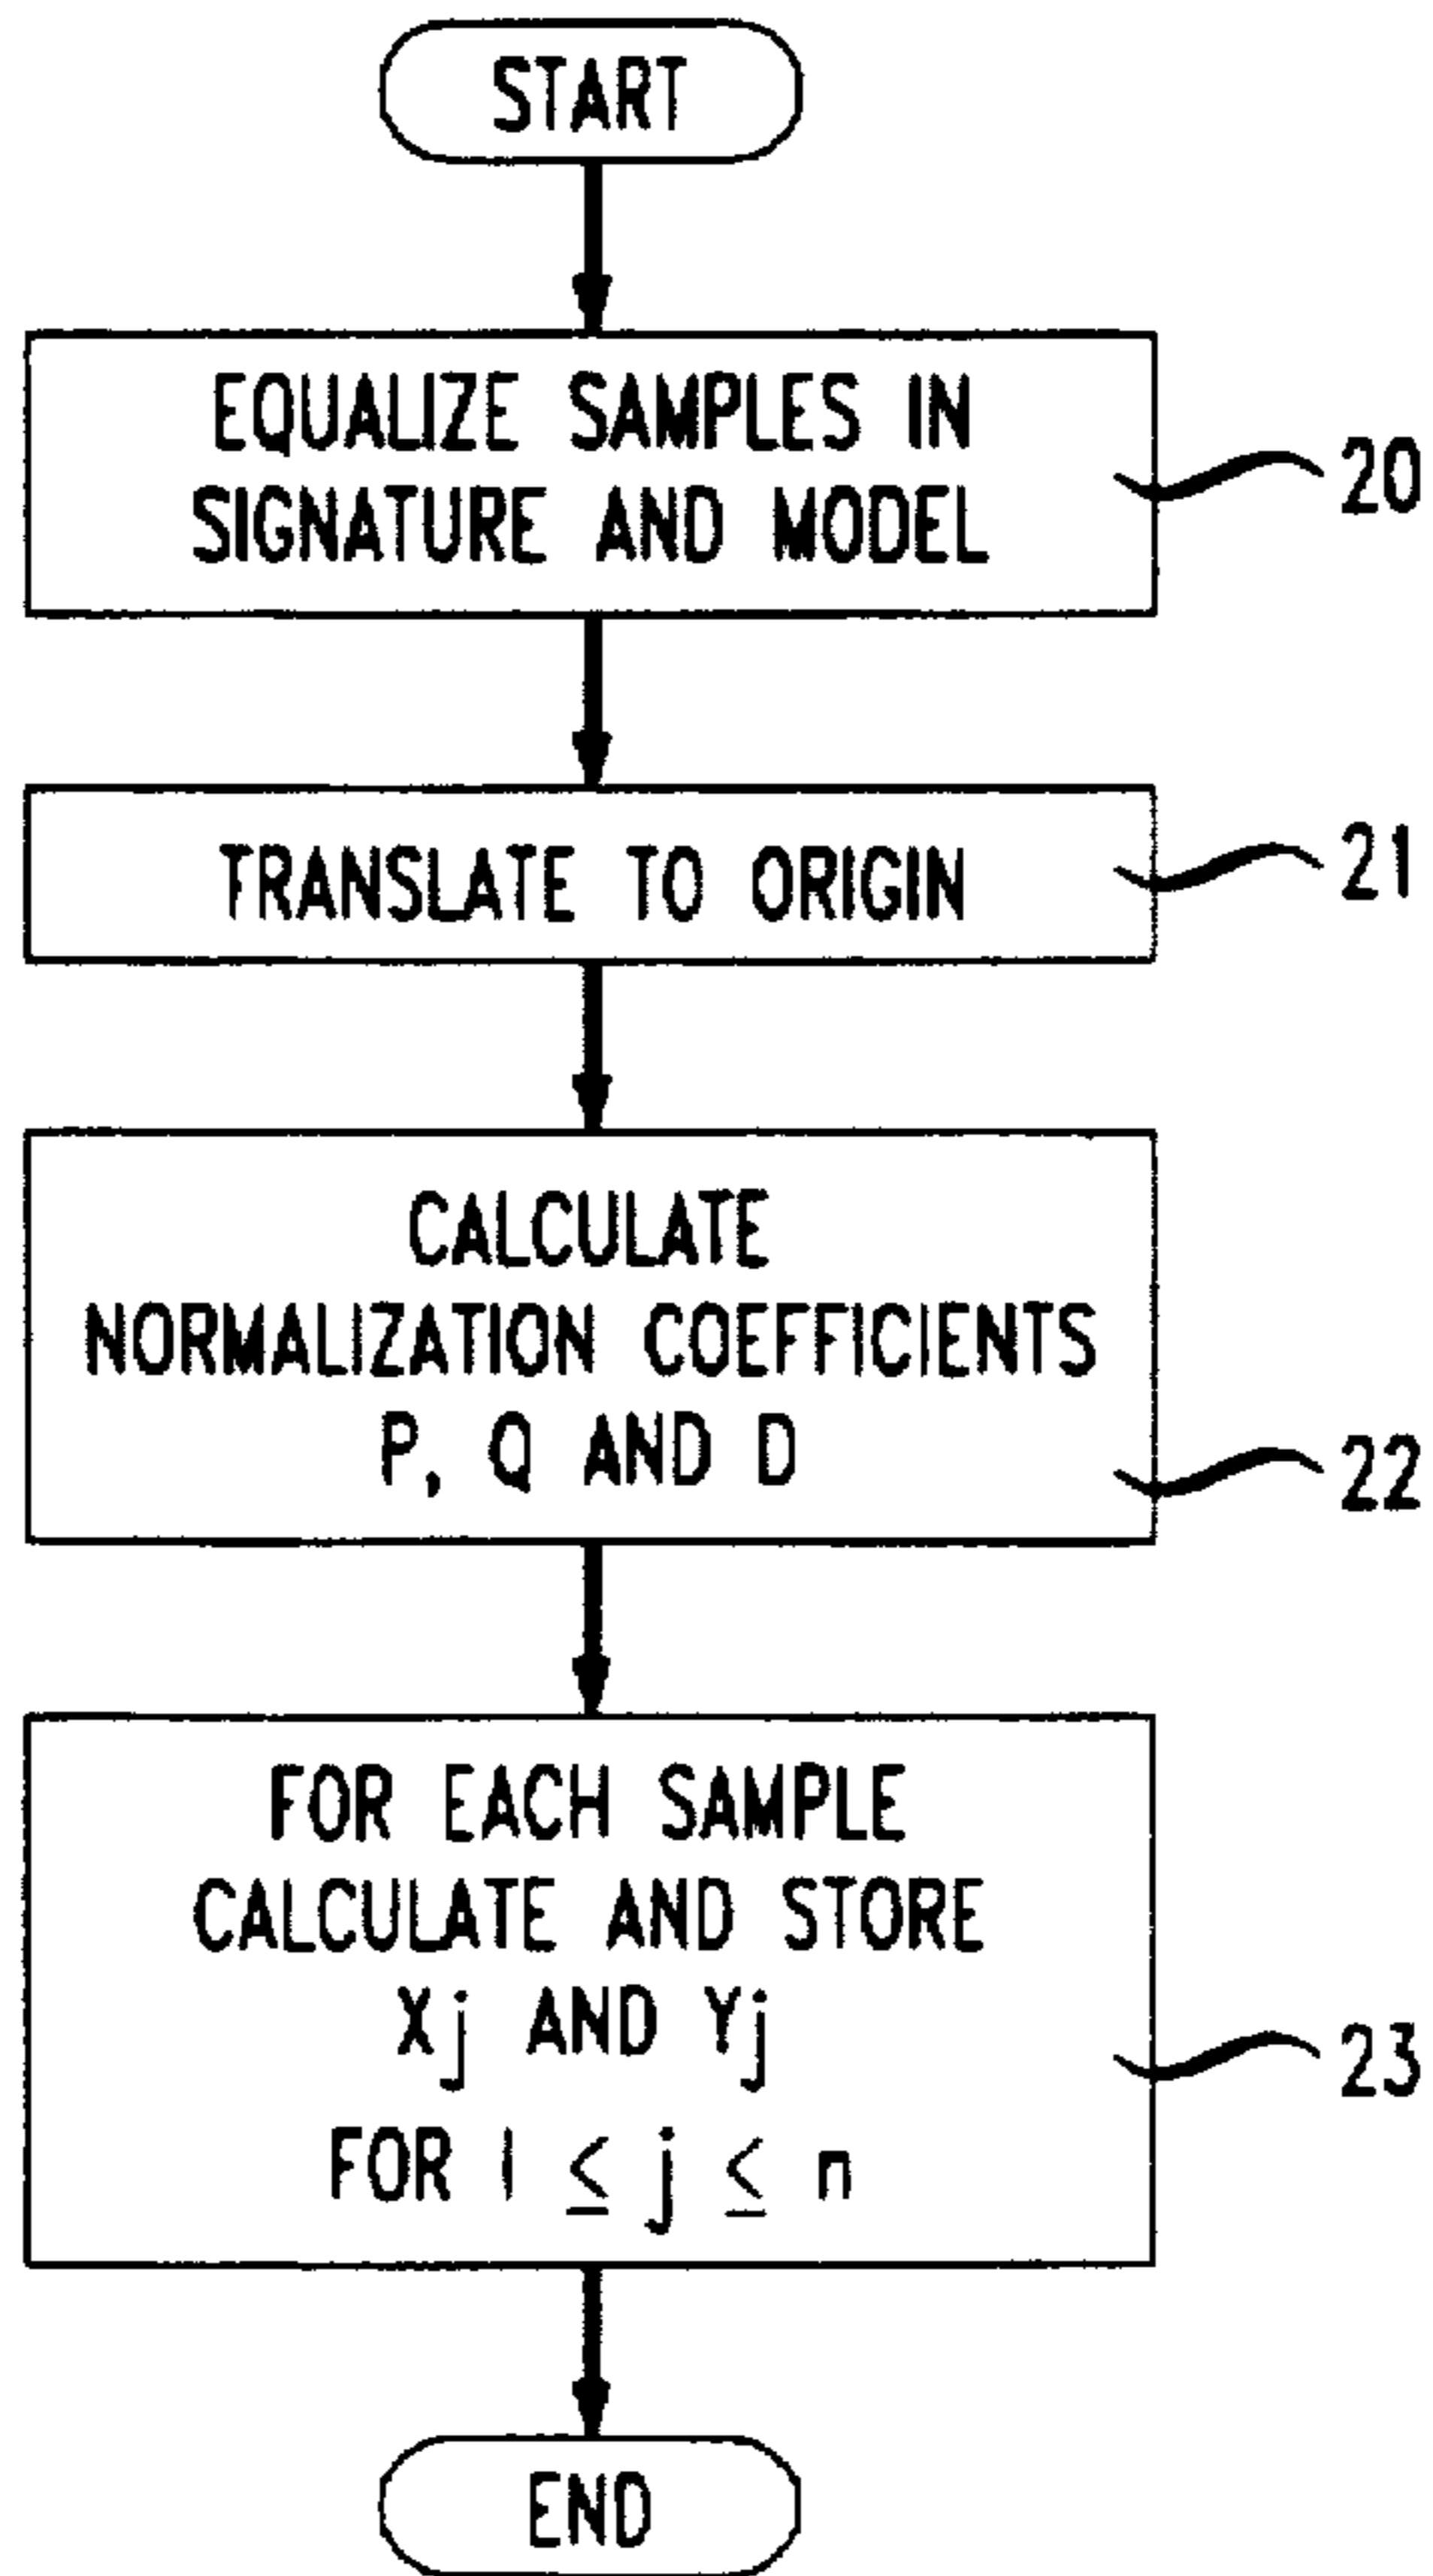 START
EQUALIZE SAMPLES IN
SIGNATURE AND MODEL
20
TRANSLATE TO ORIGIN
21
CALCULATE
NORMALIZATION COEFFICIENTS
P, Q AND D
22
FOR EACH SAMPLE
CALCULATE AND STORE
Xj AND Yj
FOR 1 ≤ j ≤ n
23
END